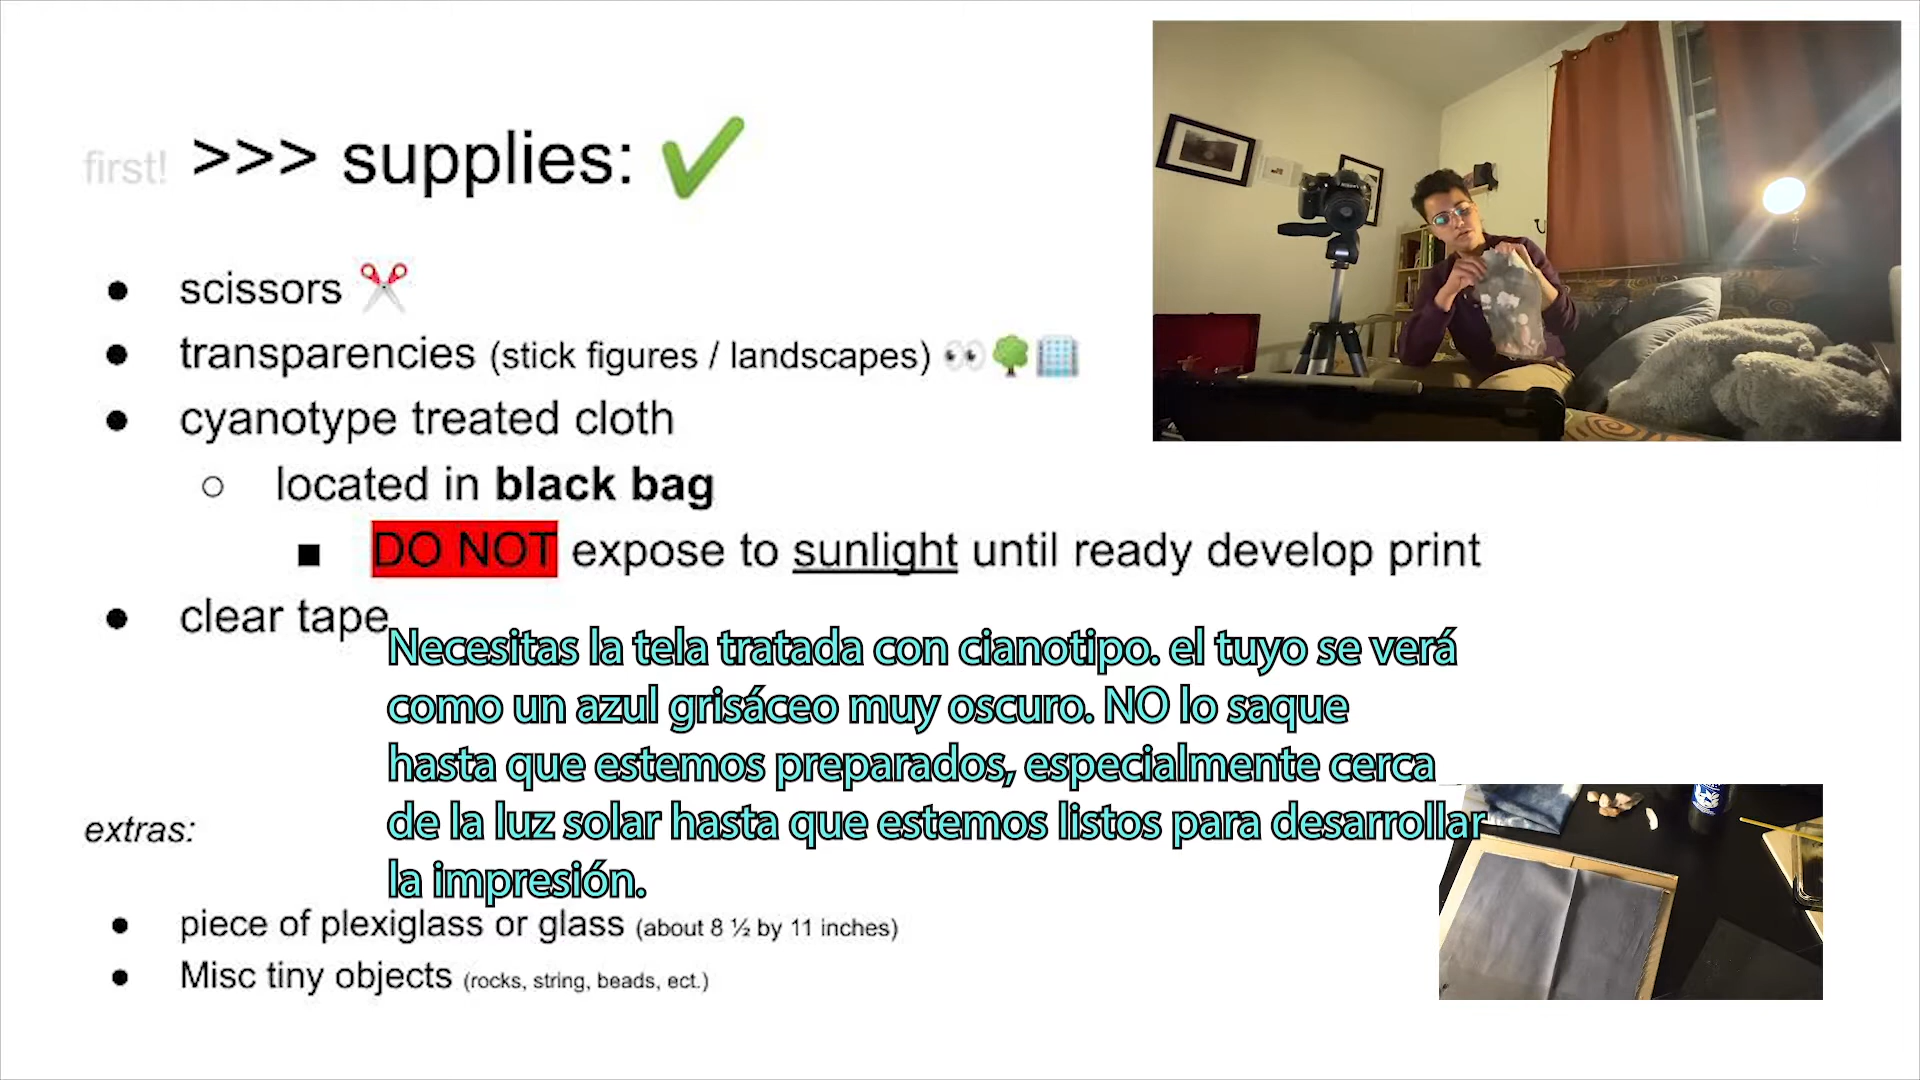 first! >>> supplies:
● scissors
● transparencies (stick figures / landscapes)
● cyanotype treated cloth
○ located in black bag
■ DO NOT expose to sunlight until ready develop print
● clear tape
Necesitas la tela tratada con cianotipo. el tuyo se verá
como un azul grisáceo muy oscuro. NO lo saque
hasta que estemos preparados, especialmente cerca
de la luz solar hasta que estemos listos para desarrollar
la impresión.
extras:
● piece of plexiglass or glass (about 8 ½ by 11 inches)
● Misc tiny objects (rocks, string, beads, ect.)